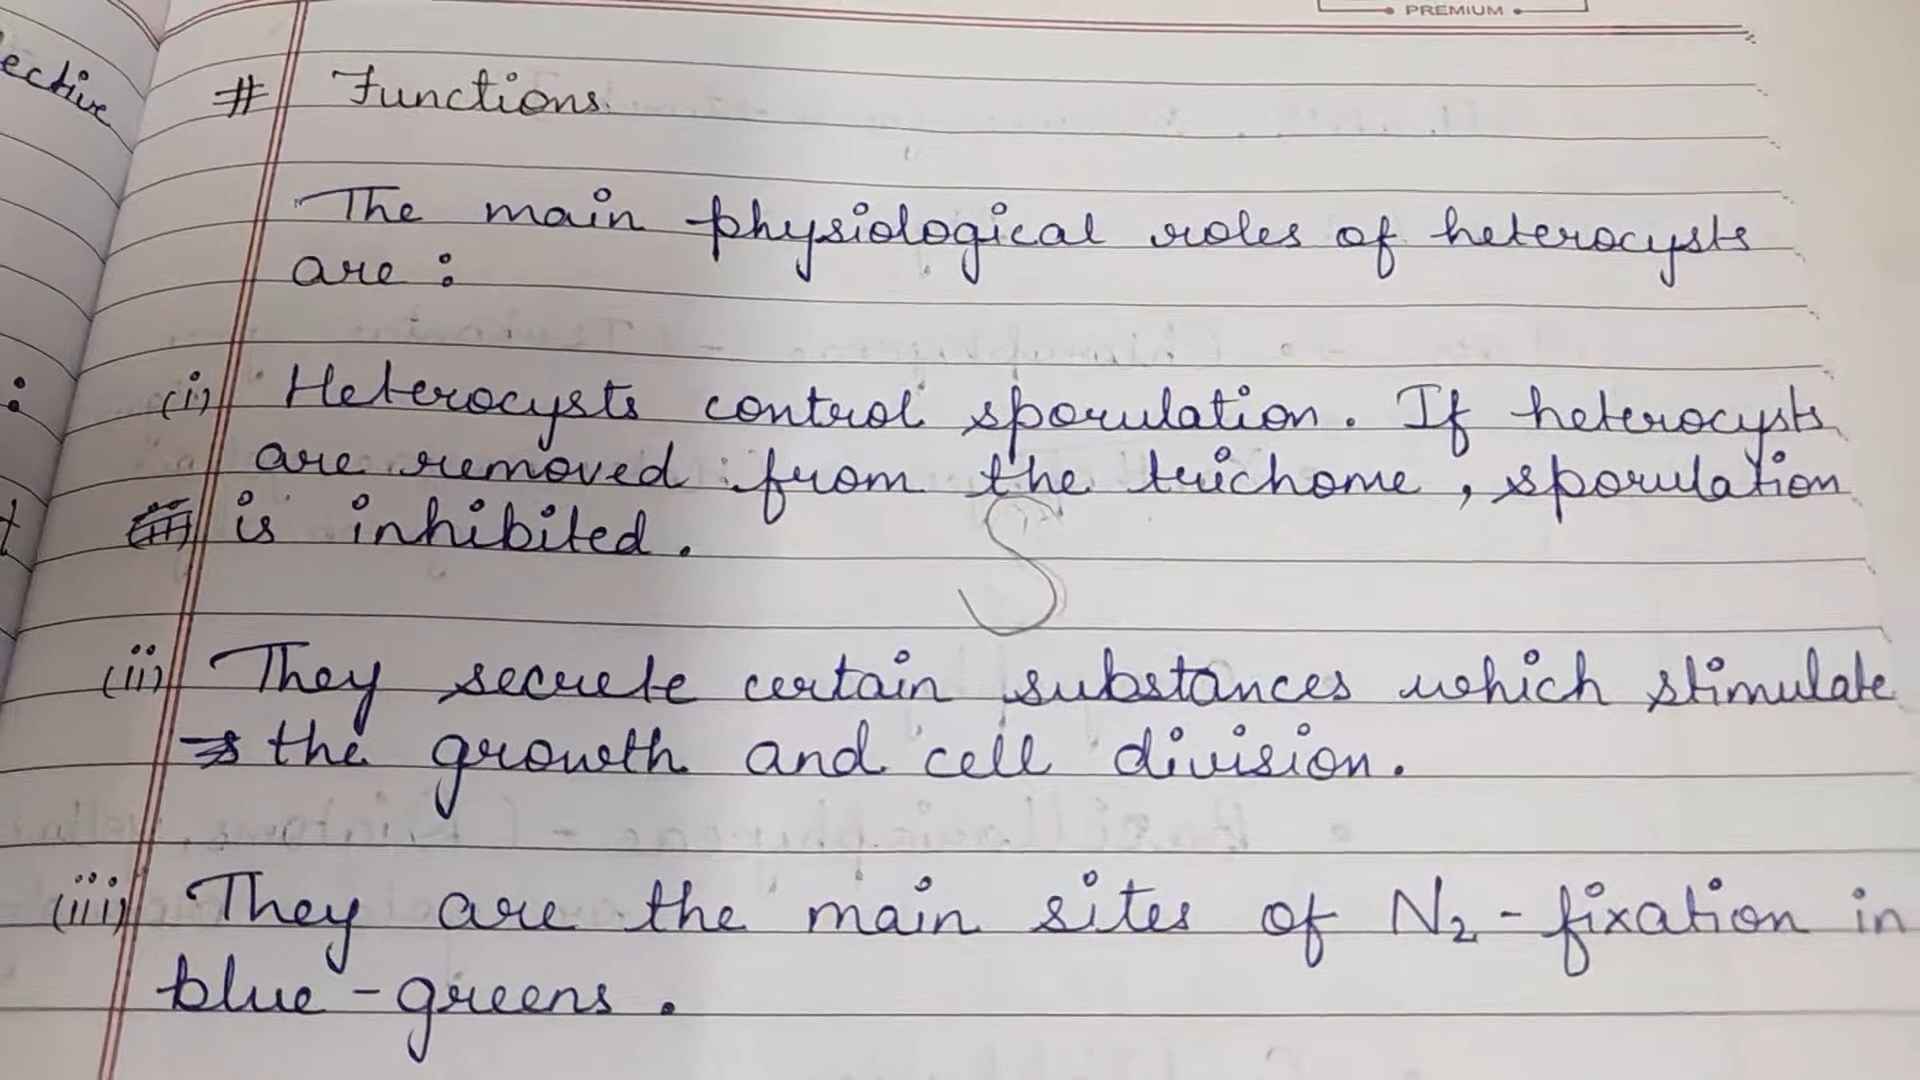 PREMIUM
ective
# Functions.
The main physiological roles of heterocysts
are :
(i) Heterocysts control sporulation. If heterocysts
are removed from the trichome, sporulation
is inhibited.
(ii) They secrete certain substances which stimulate
the growth and cell division.
(iii) They are the main sites of N₂-fixation in
blue-greens.